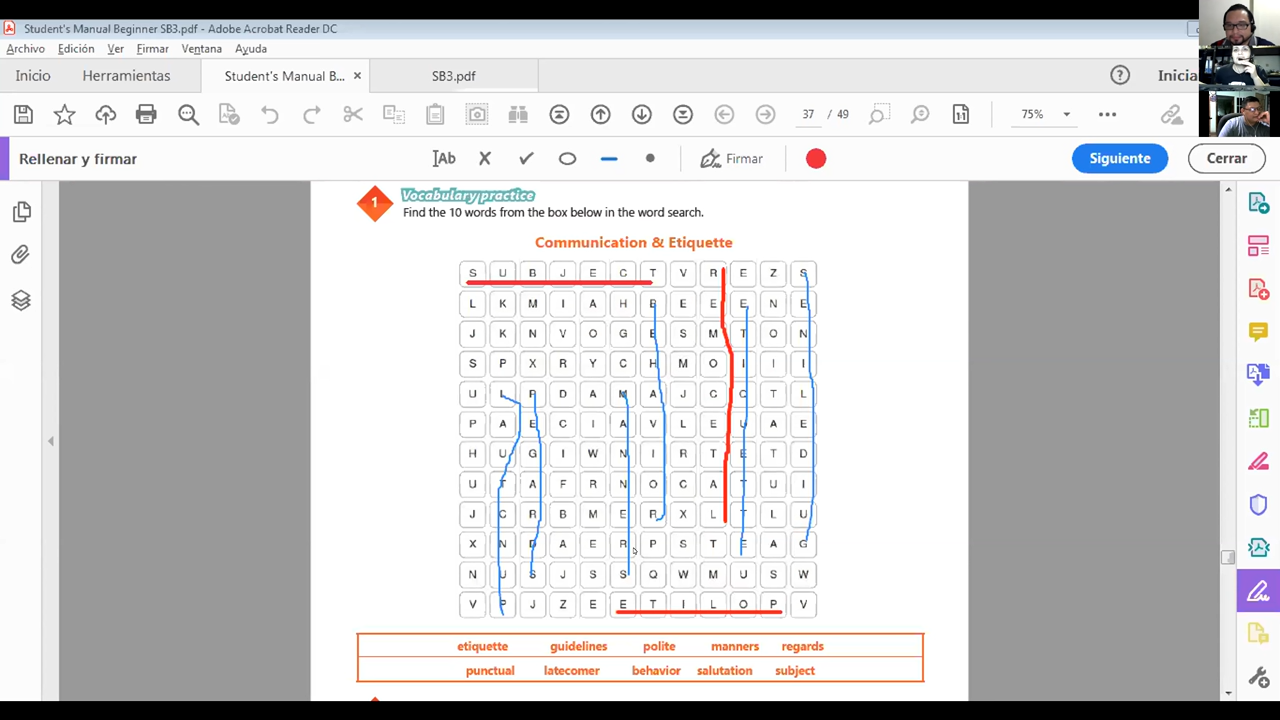 Student's Manual Beginner SB3.pdf - Adobe Acrobat Reader DC
Archivo Edición Ver Firmar Ventana Ayuda
Inicio Herramientas Student's Manual B... × SB3.pdf Inicia
37 / 49 75%
Rellenar y firmar Ab Firmar Siguiente Cerrar
1 Vocabulary practice
Find the 10 words from the box below in the word search.
Communication & Etiquette
S U B J E C T V R E Z S
L K M I A H B E E E N E
J K N V O G E S M T O N
S P X R Y C H M O I I I
U L R D A M A J C Q T L
P A E C I A V L E U A E
H U G I W N I R T E T D
U T A F R N O C A T U I
J C R B M E R X L T L U
X N D A E R P S T E A G
N U S J S S Q W M U S W
V P J Z E E T I L O P V
etiquette guidelines polite manners regards
punctual latecomer behavior salutation subject